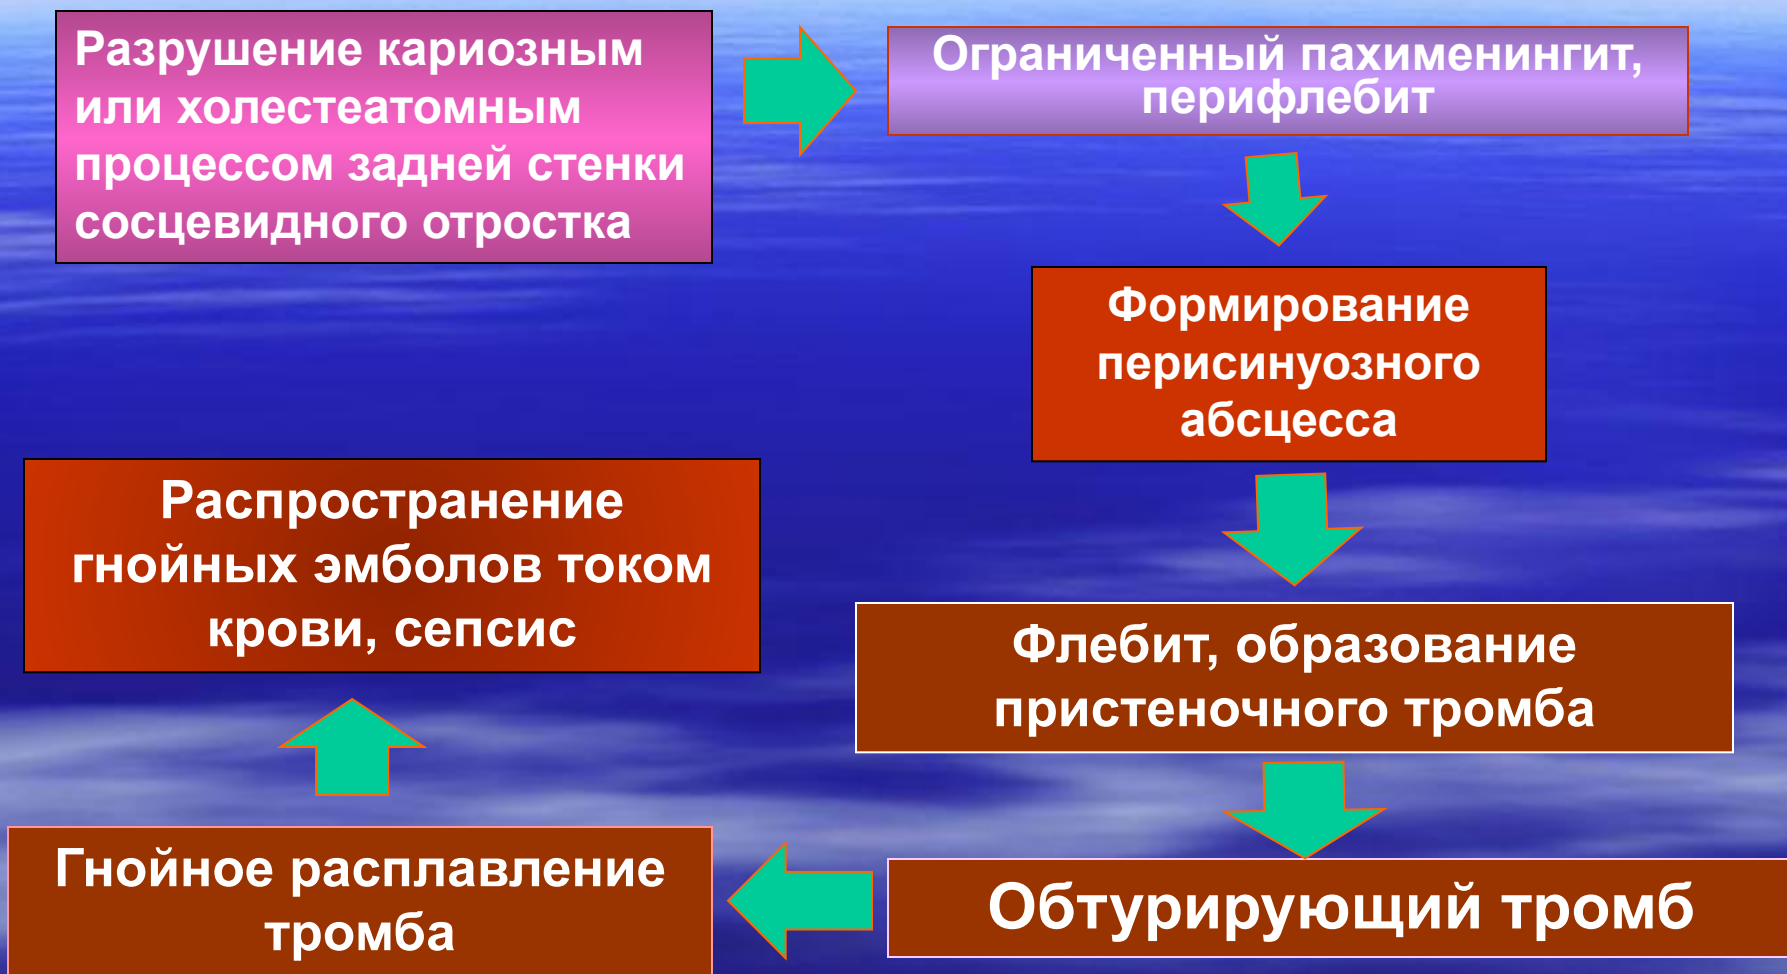 Разрушение кариозным
или холестеатомным
процессом задней стенки
сосцевидного отростка
Ограниченный пахименингит,
перифлебит
Формирование
перисинуозного
абсцесса
Флебит, образование
пристеночного тромба
Обтурирующий тромб
Гнойное расплавление
тромба
Распространение
гнойных эмболов током
крови, сепсис